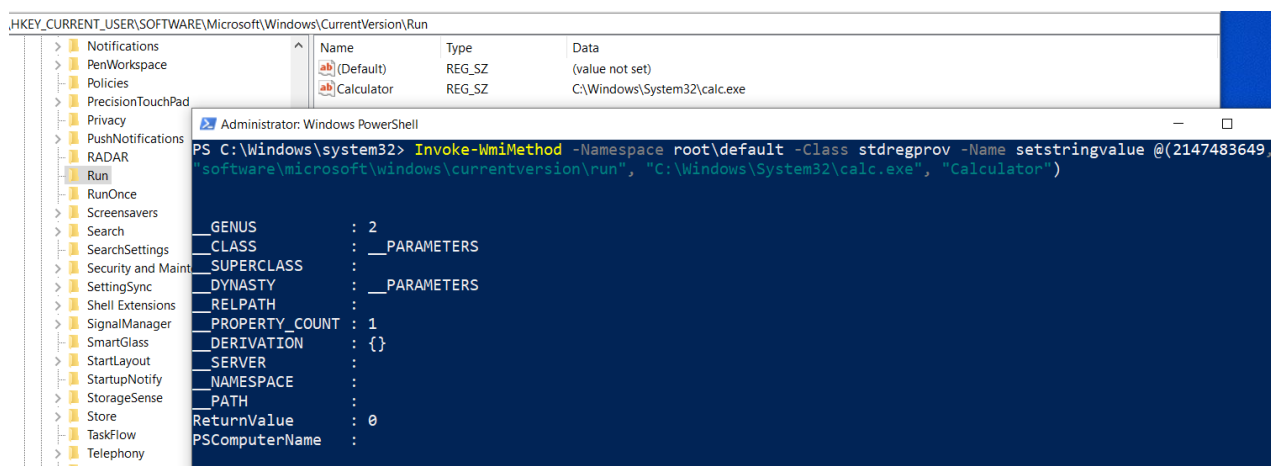 \HKEY_CURRENT_USER\SOFTWARE\Microsoft\Windows\CurrentVersion\Run
Notifications
PenWorkspace
Policies
PrecisionTouchPad
Privacy
PushNotifications
RADAR
Run
RunOnce
Screensavers
Search
SearchSettings
Security and Maint
SettingSync
Shell Extensions
SignalManager
SmartGlass
StartLayout
StartupNotify
StorageSense
Store
TaskFlow
Telephony
Name Type Data
(Default) REG_SZ (value not set)
Calculator REG_SZ C:\Windows\System32\calc.exe
Administrator: Windows PowerShell
PS C:\Windows\system32> Invoke-WmiMethod -Namespace root\default -Class stdregprov -Name setstringvalue @(2147483649,
"software\microsoft\windows\currentversion\run", "C:\Windows\System32\calc.exe", "Calculator")
__GENUS : 2
__CLASS : __PARAMETERS
__SUPERCLASS :
__DYNASTY : __PARAMETERS
__RELPATH :
__PROPERTY_COUNT : 1
__DERIVATION : {}
__SERVER :
__NAMESPACE :
__PATH :
ReturnValue : 0
PSComputerName :